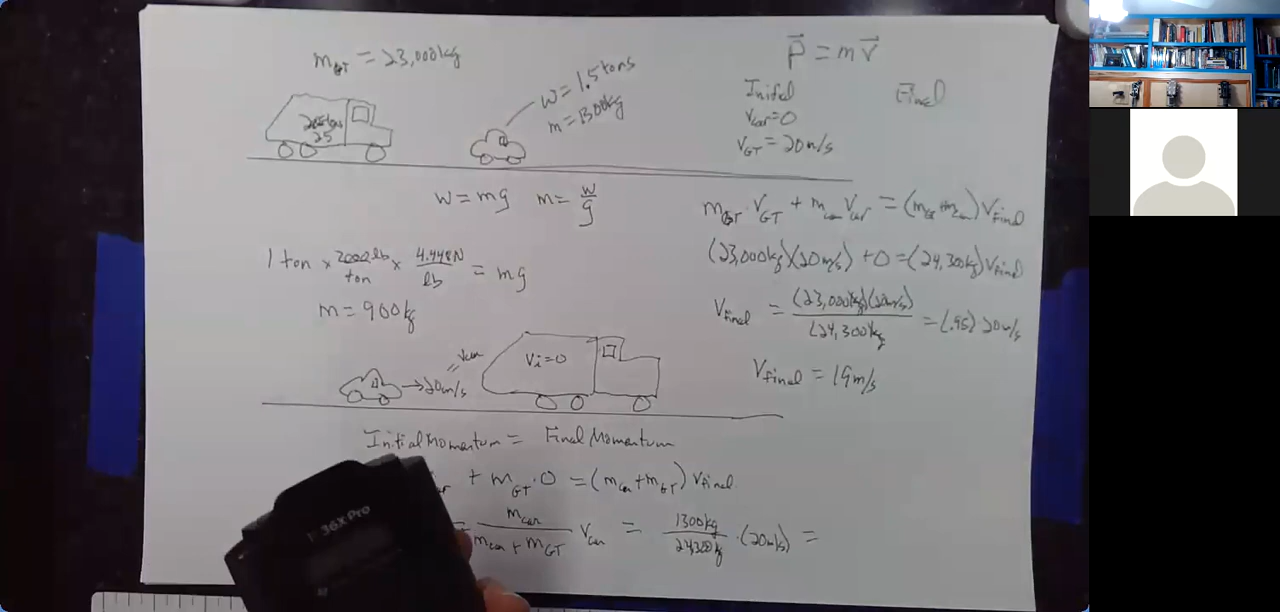 m_GT = 23,000kg
w = 1.5 tons
m = 1300kg
25
w = mg m = w/g
1 ton × 2000lb/ton × 4.448N/lb = mg
m = 900kg
P⃗ = mv⃗
Initial Final
v_car = 0
v_GT = 20m/s
m_GT · v_GT + m_car v_car = (m_GT + m_car) v_final
(23,000kg)(20m/s) + 0 = (24,300kg) v_final
v_final = (23,000kg)(20m/s)/(24,300kg) = (.95) 20m/s
v_final = 19m/s
v_car
→ 20m/s
v_i = 0
Initial Momentum = Final Momentum
+ m_GT · 0 = (m_car + m_GT) v_final
= m_car/(m_car + m_GT) v_car = 1300kg/24,300kg · (20m/s) =
36X Pro